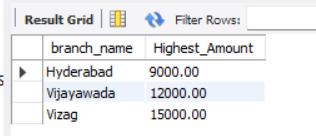 Result Grid Filter Rows:
branch_name Highest_Amount
Hyderabad 9000.00
Vijayawada 12000.00
Vizag 15000.00